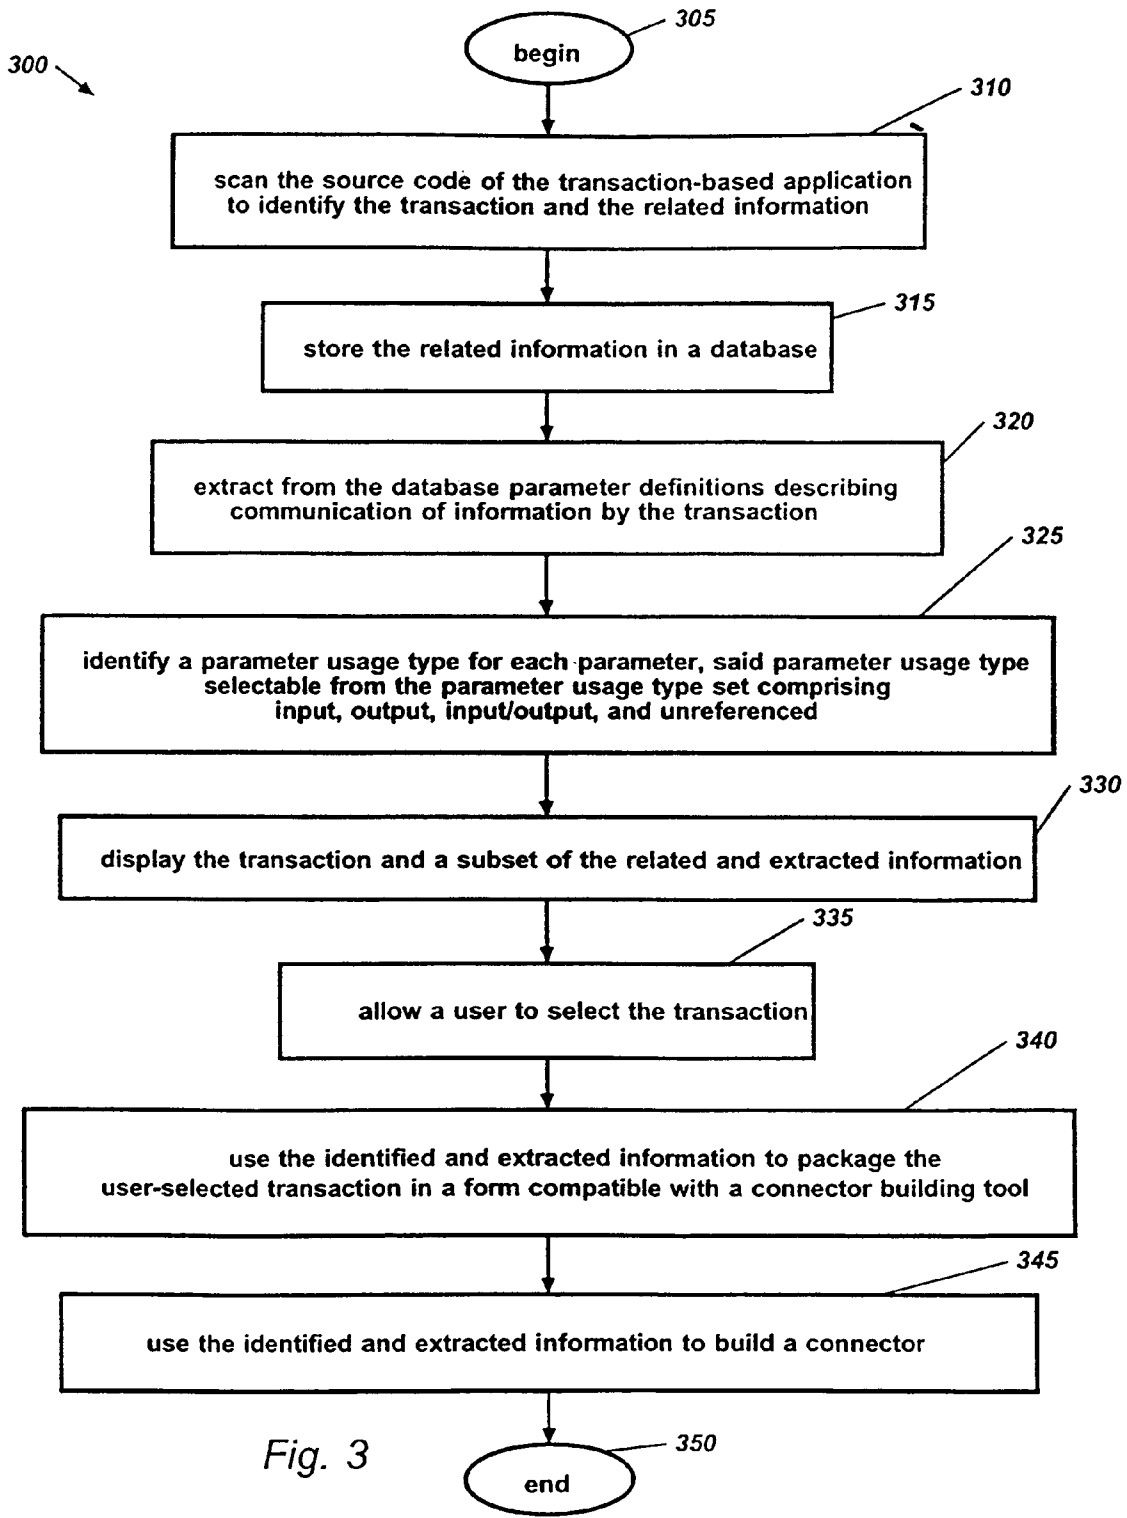 305
begin
300
310
scan the source code of the transaction-based application
to identify the transaction and the related information
315
store the related information in a database
320
extract from the database parameter definitions describing
communication of information by the transaction
325
identify a parameter usage type for each parameter, said parameter usage type
selectable from the parameter usage type set comprising
input, output, input/output, and unreferenced
330
display the transaction and a subset of the related and extracted information
335
allow a user to select the transaction
340
use the identified and extracted information to package the
user-selected transaction in a form compatible with a connector building tool
345
use the identified and extracted information to build a connector
Fig. 3
350
end